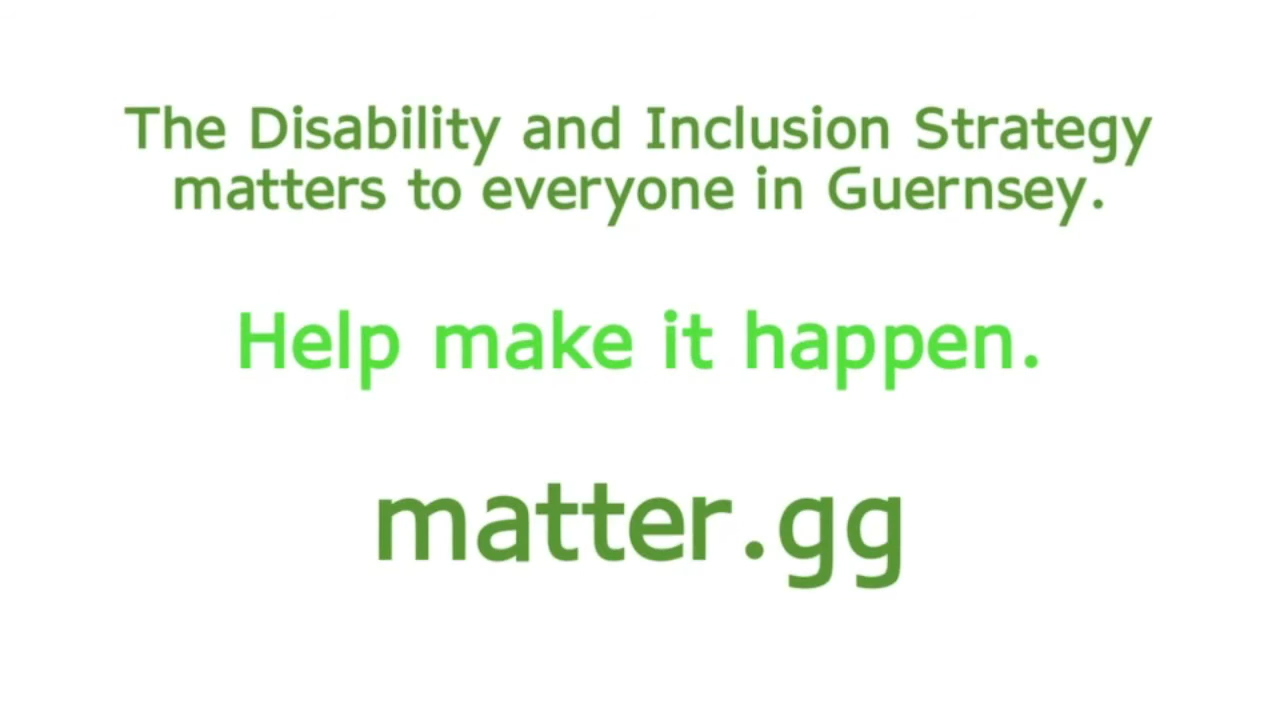 The Disability and Inclusion Strategy
matters to everyone in Guernsey.
Help make it happen.
matter.gg